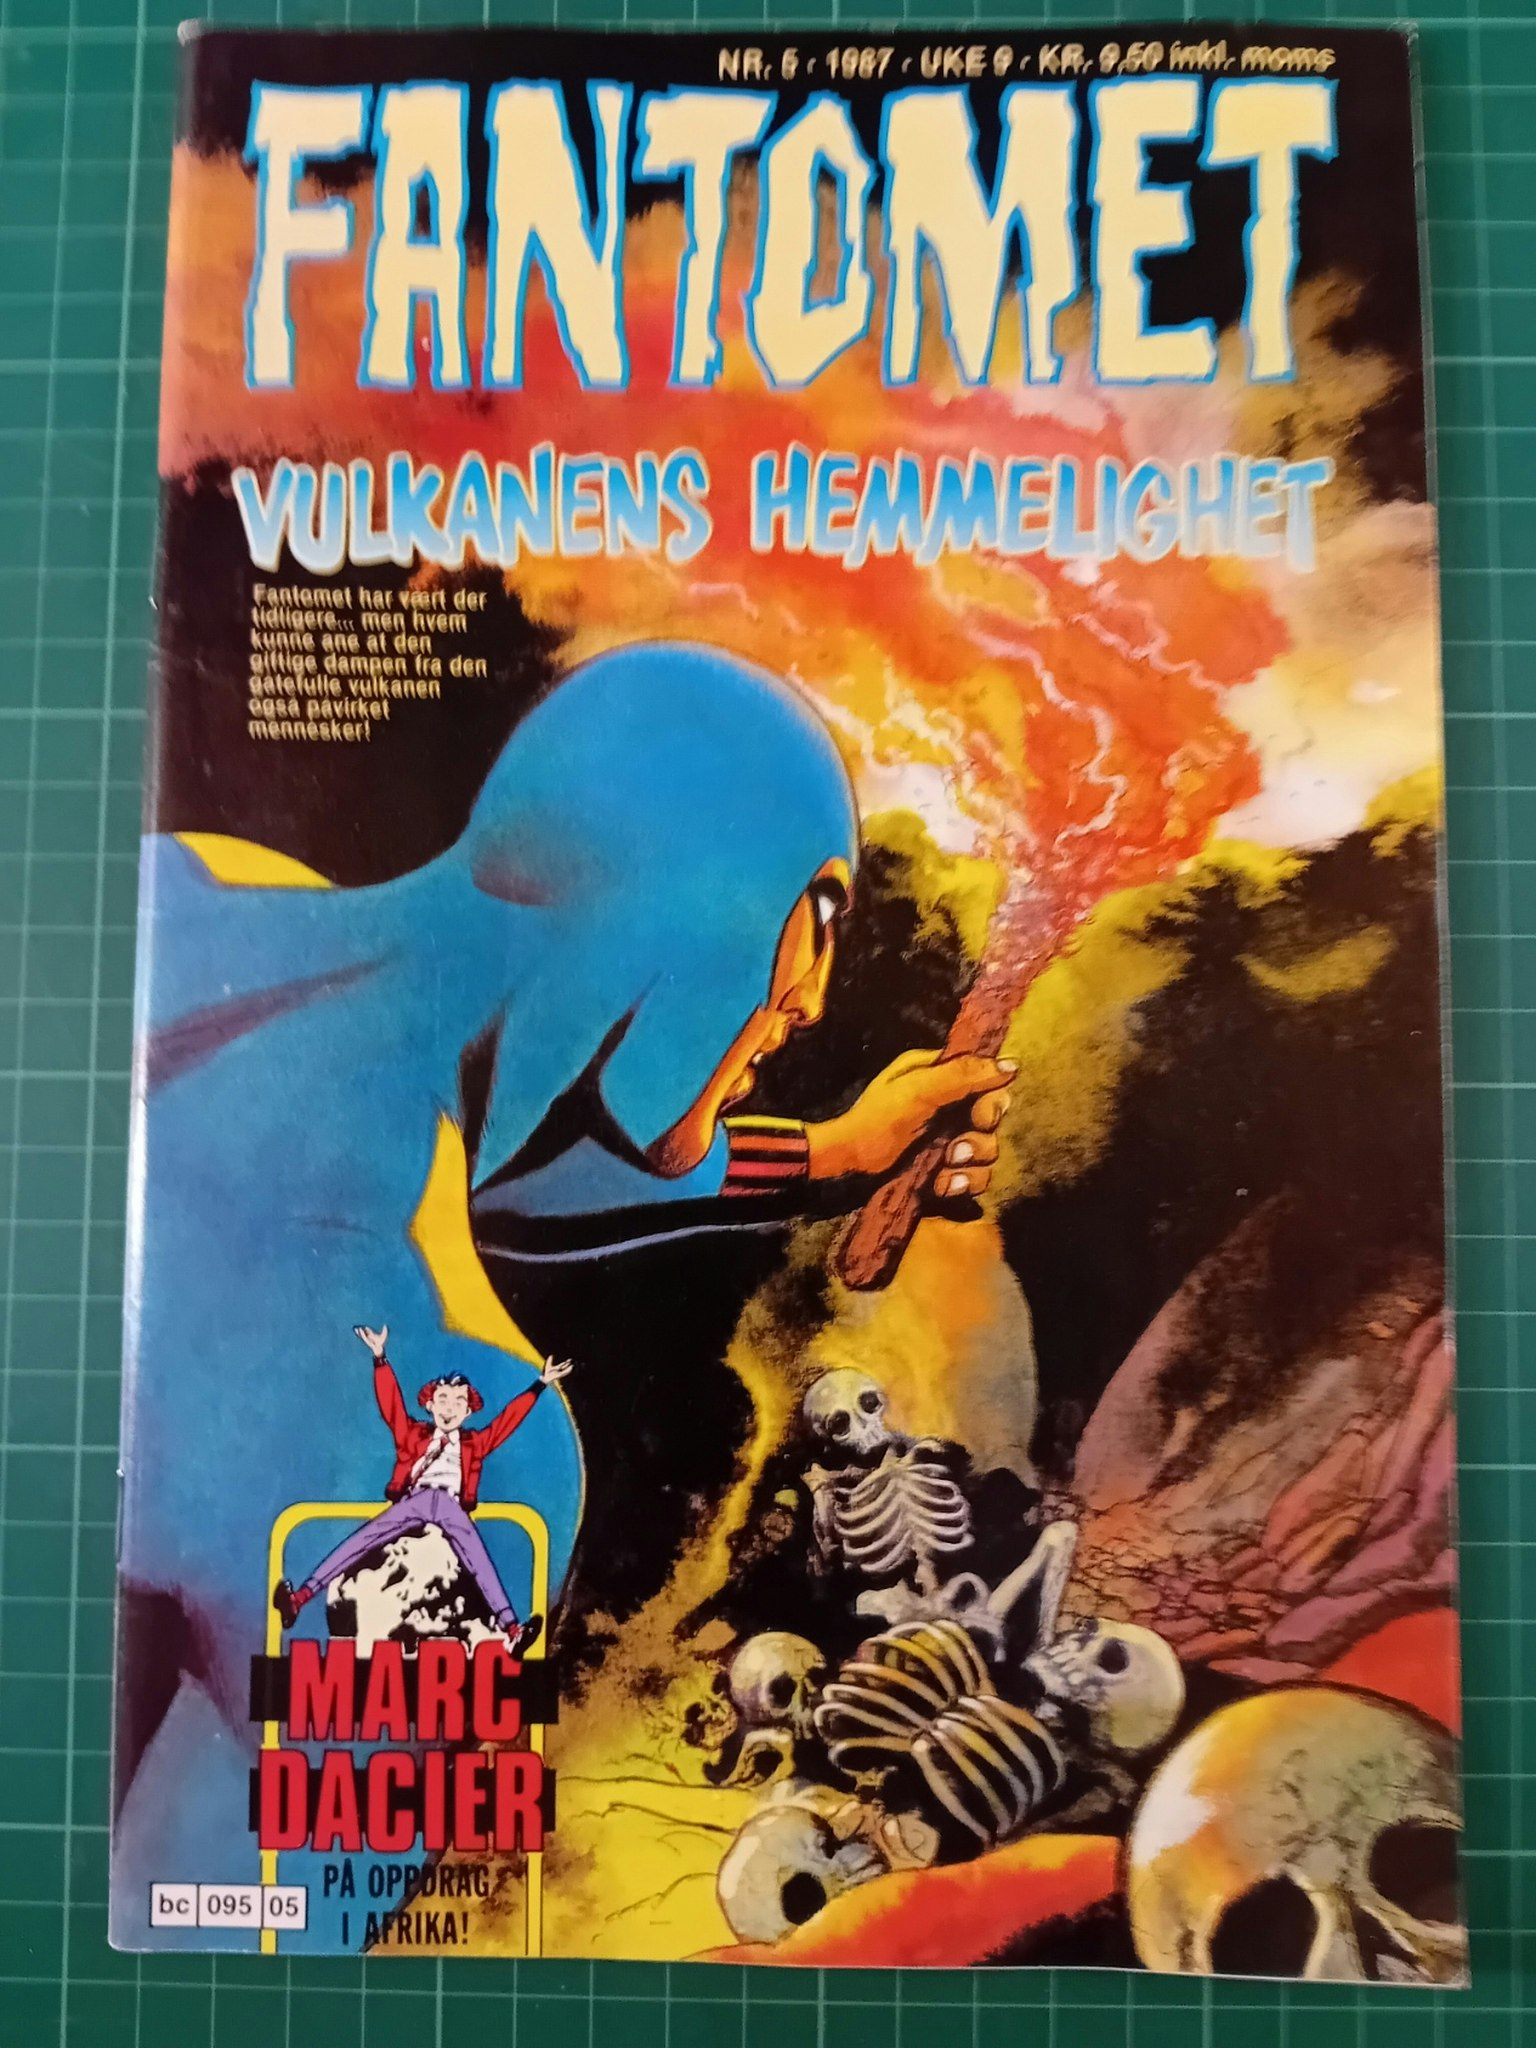 NR. 5 · 1987 · UKE 9 · KR. 9,50 inkl. moms
FANTOMET
VULKANENS HEMMELIGHET
Fantomet har vært der
tidligere... men hvem
kunne ane at den
giftige dampen fra den
gåtefulle vulkanen
også påvirket
mennesker!
MARC
DACIER
PÅ OPPDRAG
I AFRIKA!
bc 095 05